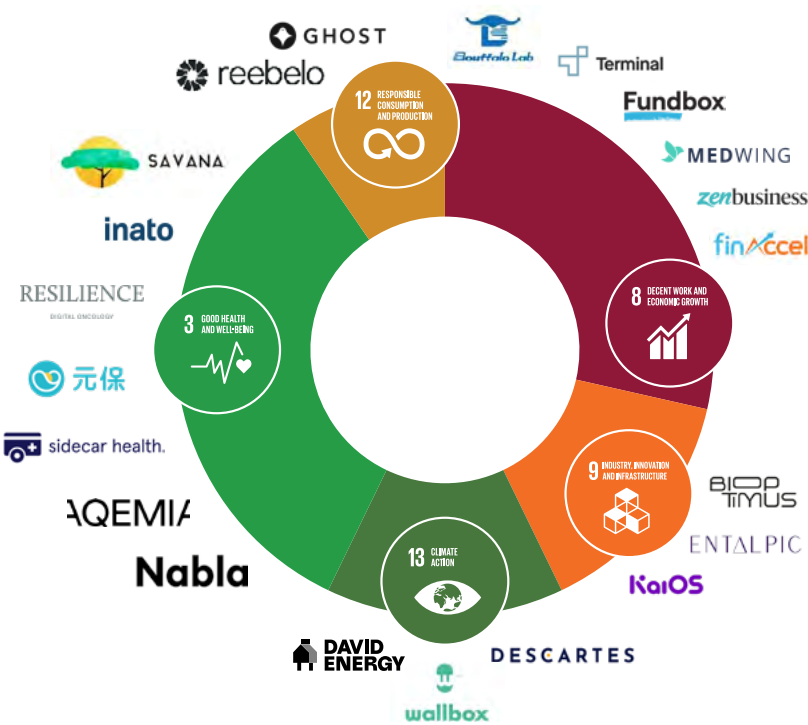 GHOST
reebelo
Bouffalo Lab
Terminal
Fundbox
MEDWING
zenbusiness
finAccel
12 RESPONSIBLE
CONSUMPTION
AND PRODUCTION
SAVANA
inato
RESILIENCE
DIGITAL ONCOLOGY
元保
sidecar health.
AQEMIA
Nabla
3 GOOD HEALTH
AND WELL-BEING
8 DECENT WORK AND
ECONOMIC GROWTH
9 INDUSTRY, INNOVATION
AND INFRASTRUCTURE
13 CLIMATE
ACTION
BIOP
TIMUS
ENTALPIC
KaiOS
DAVID
ENERGY
DESCARTES
wallbox